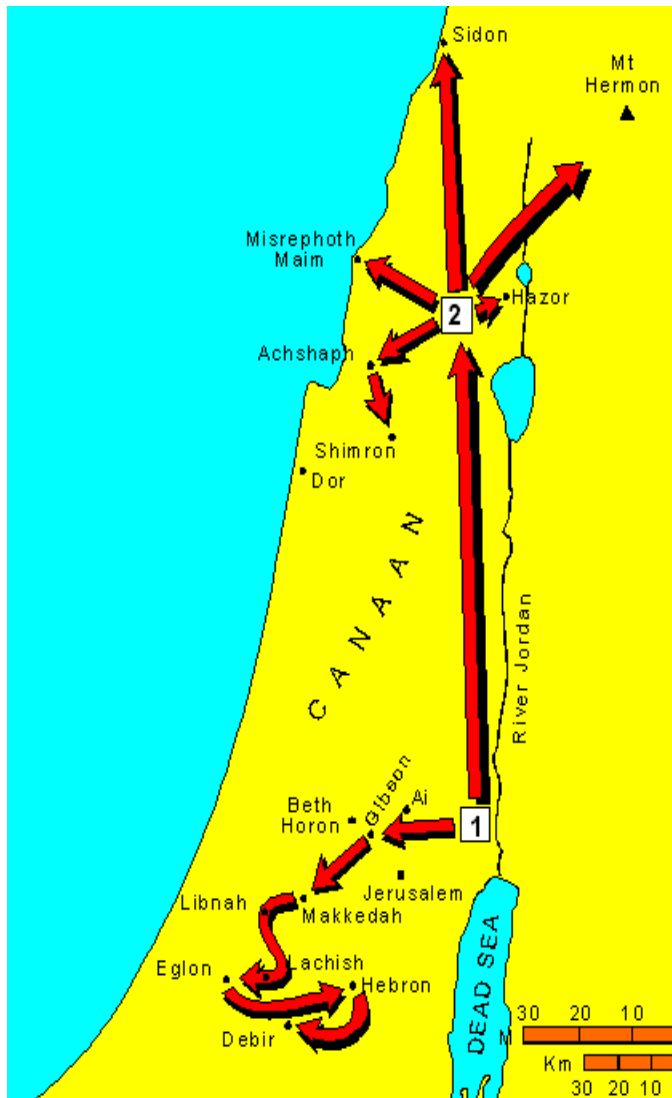 Sidon
Mt
Hermon
Misrephoth
Maim
Hazor
2
Achshaph
Shimron
Dor
CANAAN
River Jordan
Gibson
Ai
Beth
Horon
1
Jerusalem
Libnah
Makkedah
Lachish
Eglon
Hebron
Debir
DEAD SEA
30 20 10
M
Km
30 20 10